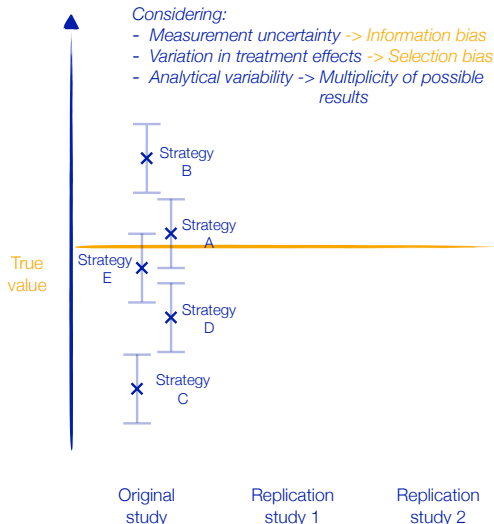 Considering:
- Measurement uncertainty -> Information bias
- Variation in treatment effects -> Selection bias
- Analytical variability -> Multiplicity of possible
results
Strategy
B
Strategy
A
True
value
Strategy
E
Strategy
D
Strategy
C
Original
study
Replication
study 1
Replication
study 2